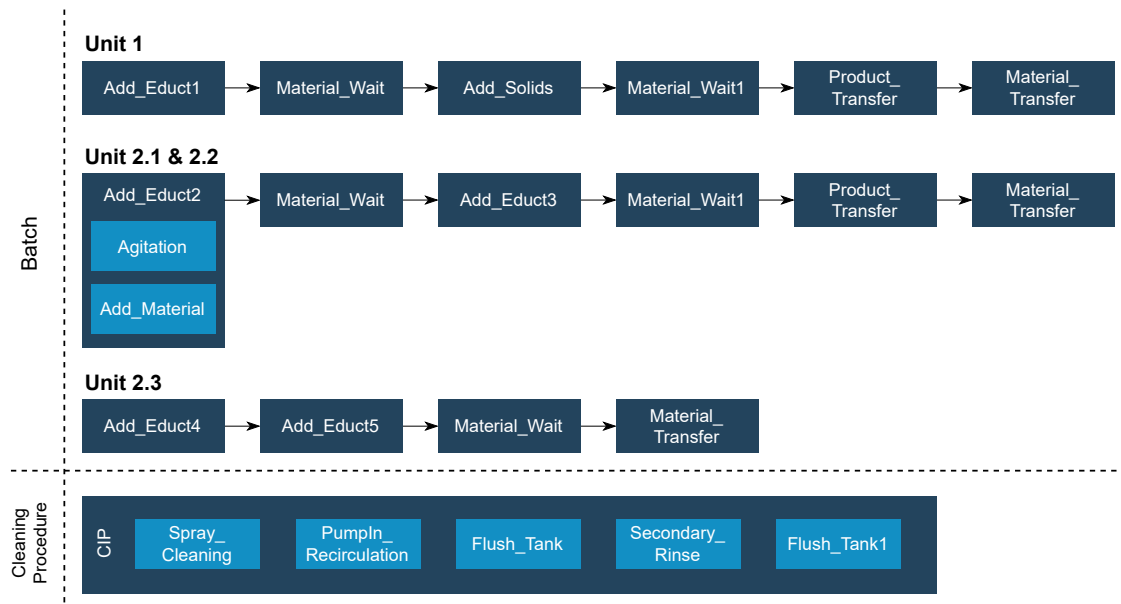 Batch
Unit 1
Add_Educt1
Material_Wait
Add_Solids
Material_Wait1
Product_
Transfer
Material_
Transfer
Unit 2.1 & 2.2
Add_Educt2
Agitation
Add_Material
Material_Wait
Add_Educt3
Material_Wait1
Product_
Transfer
Material_
Transfer
Unit 2.3
Add_Educt4
Add_Educt5
Material_Wait
Material_
Transfer
Cleaning
Procedure
CIP
Spray_
Cleaning
PumpIn_
Recirculation
Flush_Tank
Secondary_
Rinse
Flush_Tank1